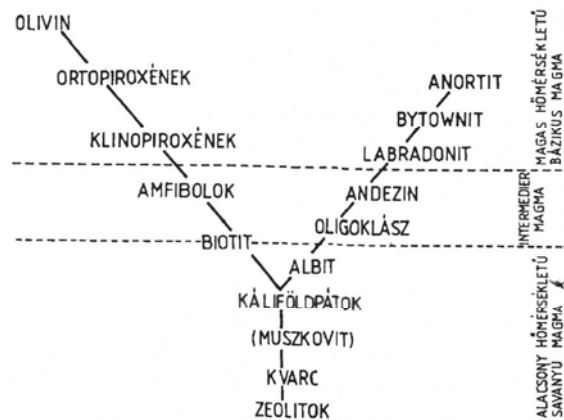 OLIVIN
ORTOPIROXÉNEK
KLINOPIROXÉNEK
AMFIBOLOK
BIOTIT
ANORTIT
BYTOWNIT
LABRADONIT
ANDEZIN
OLIGOKLÁSZ
ALBIT
KÁLIFÖLDPÁTOK
(MUSZKOVIT)
KVARC
ZEOLITOK
MAGAS HŐMÉRSÉKLETŰ
BÁZIKUS MAGMA
INTERMEDIER
MAGMA
ALACSONY HŐMÉRSÉKLETŰ
SAVANYÚ MAGMA